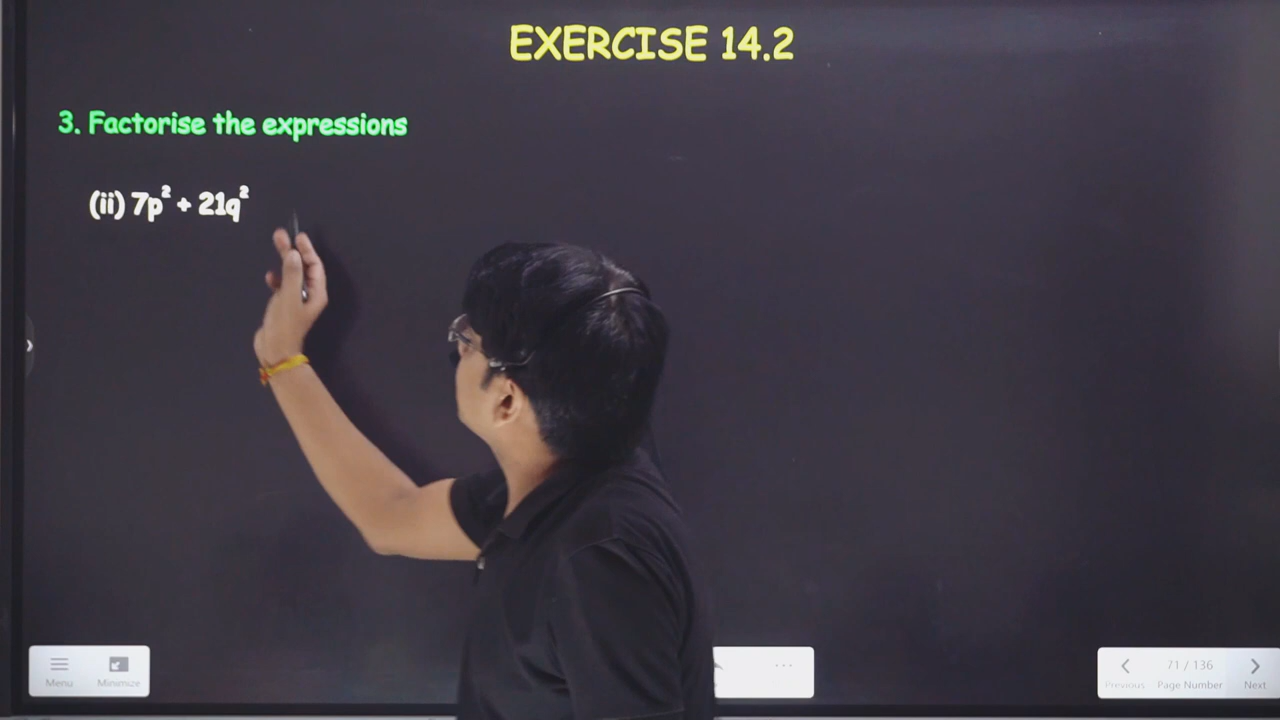 EXERCISE 14.2
3. Factorise the expressions
(ii) 7p² + 21q²
Menu
Minimize
...
71 / 136
Previous
Page Number
Next